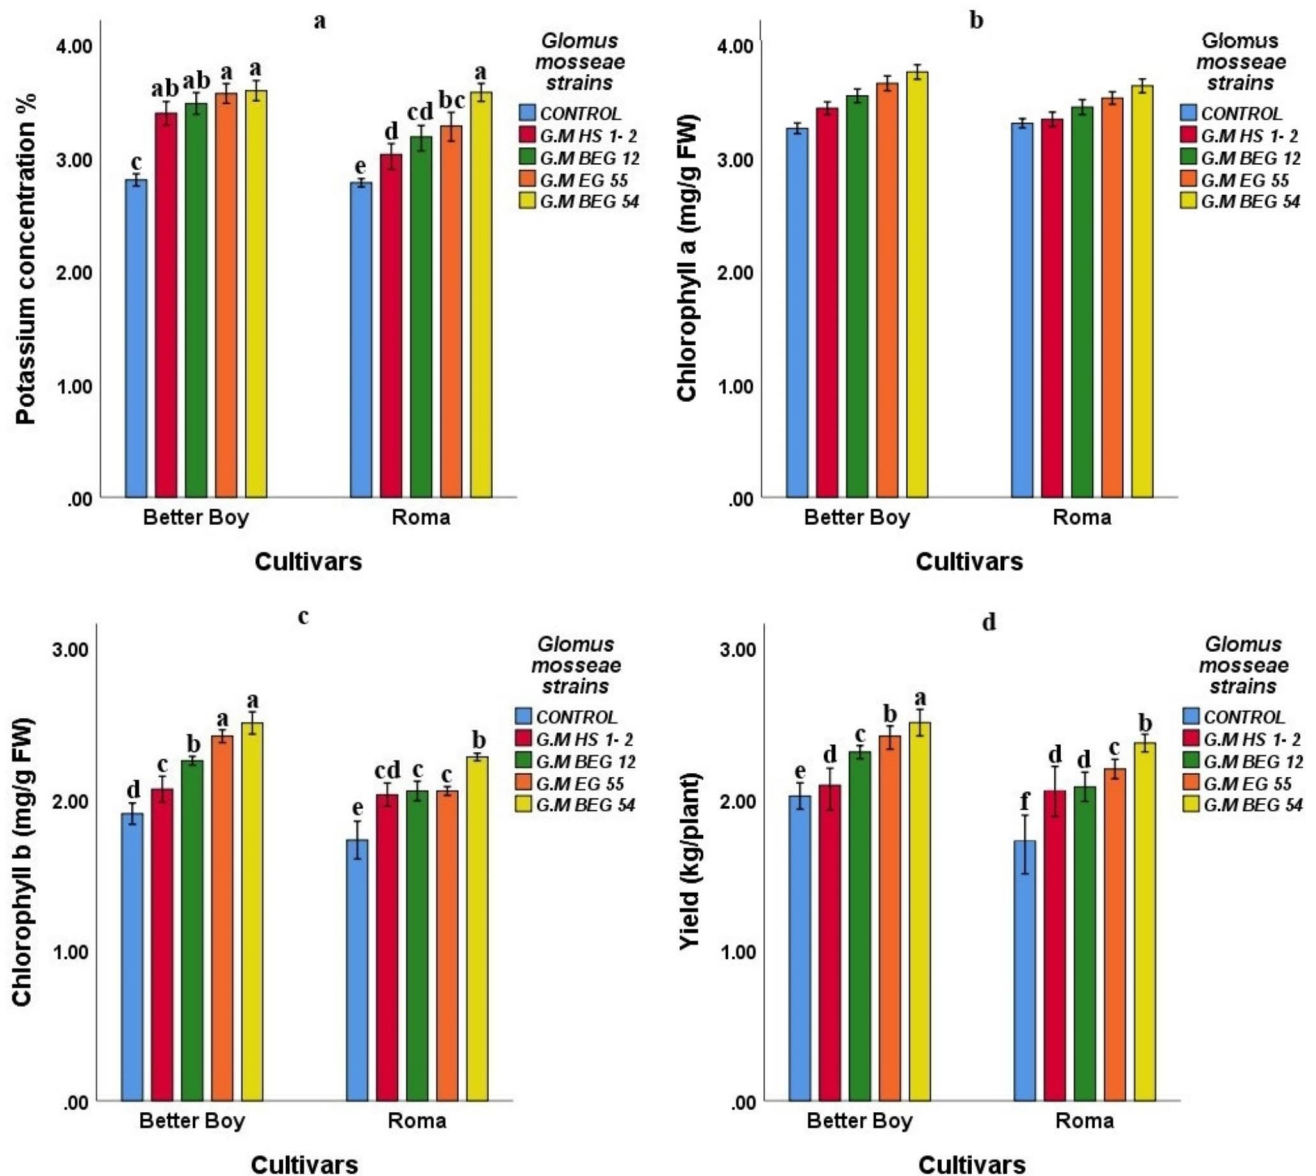 a
Potassium concentration %
4.00
3.00
2.00
1.00
.00
c
ab
ab
a
a
e
d
cd
bc
a
Better Boy
Roma
Cultivars
Glomus
mosseae
strains
CONTROL
G.M HS 1- 2
G.M BEG 12
G.M EG 55
G.M BEG 54
b
Chlorophyll a (mg/g FW)
4.00
3.00
2.00
1.00
.00
Better Boy
Roma
Cultivars
Glomus
mosseae
strains
CONTROL
G.M HS 1- 2
G.M BEG 12
G.M EG 55
G.M BEG 54
c
Chlorophyll b (mg/g FW)
3.00
2.00
1.00
.00
d
c
b
a
a
e
cd
c
c
b
Better Boy
Roma
Cultivars
Glomus
mosseae
strains
CONTROL
G.M HS 1- 2
G.M BEG 12
G.M EG 55
G.M BEG 54
d
Yield (kg/plant)
3.00
2.00
1.00
.00
e
d
c
b
a
f
d
d
c
b
Better Boy
Roma
Cultivars
Glomus
mosseae
strains
CONTROL
G.M HS 1- 2
G.M BEG 12
G.M EG 55
G.M BEG 54